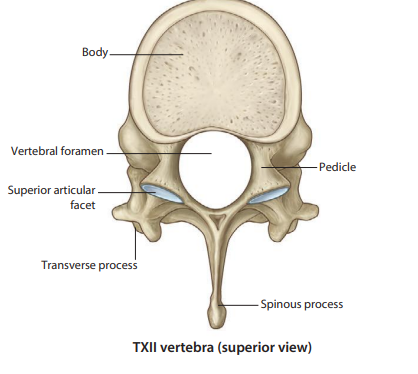 Body
Vertebral foramen
Pedicle
Superior articular
facet
Transverse process
Spinous process
TXII vertebra (superior view)